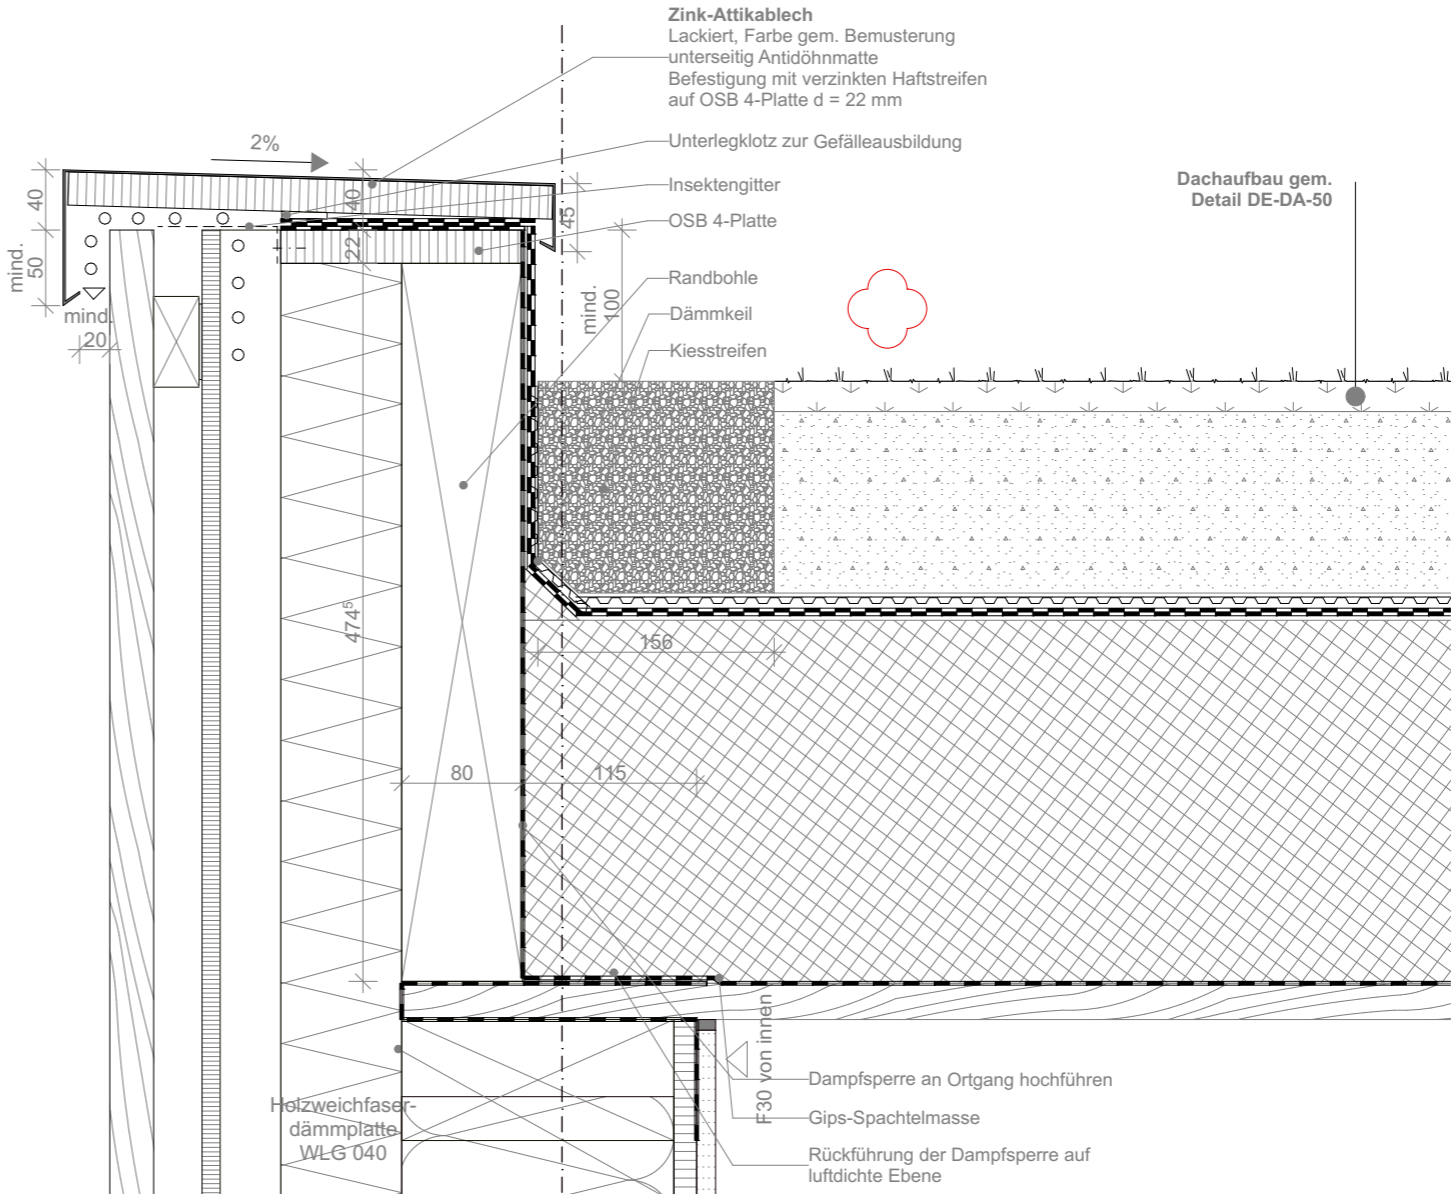 Zink-Attikablech
Lackiert, Farbe gem. Bemusterung
unterseitig Antidöhnmatte
Befestigung mit verzinkten Haftstreifen
auf OSB 4-Platte d = 22 mm
2%
Unterlegklotz zur Gefälleausbildung
Insektengitter
OSB 4-Platte
Dachaufbau gem.
Detail DE-DA-50
40
40
45
22
mind.
50
mind.
20
Randbohle
Dämmkeil
Kiesstreifen
mind.
100
474⁵
156
80
115
F30 von innen
Holzweichfaser-
dämmplatte
WLG 040
Dampfsperre an Ortgang hochführen
Gips-Spachtelmasse
Rückführung der Dampfsperre auf
luftdichte Ebene